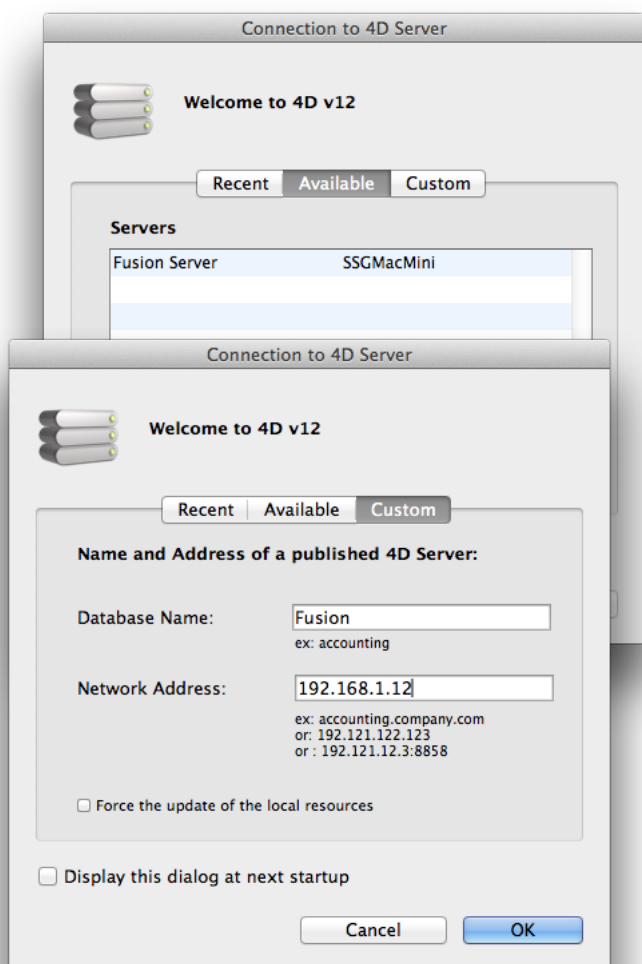 Connection to 4D Server
Welcome to 4D v12
Recent Available Custom
Servers
Fusion Server SSGMacMini
Connection to 4D Server
Welcome to 4D v12
Recent Available Custom
Name and Address of a published 4D Server:
Database Name: Fusion
ex: accounting
Network Address: 192.168.1.12
ex: accounting.company.com
or: 192.121.122.123
or : 192.121.12.3:8858
Force the update of the local resources
Display this dialog at next startup
Cancel OK